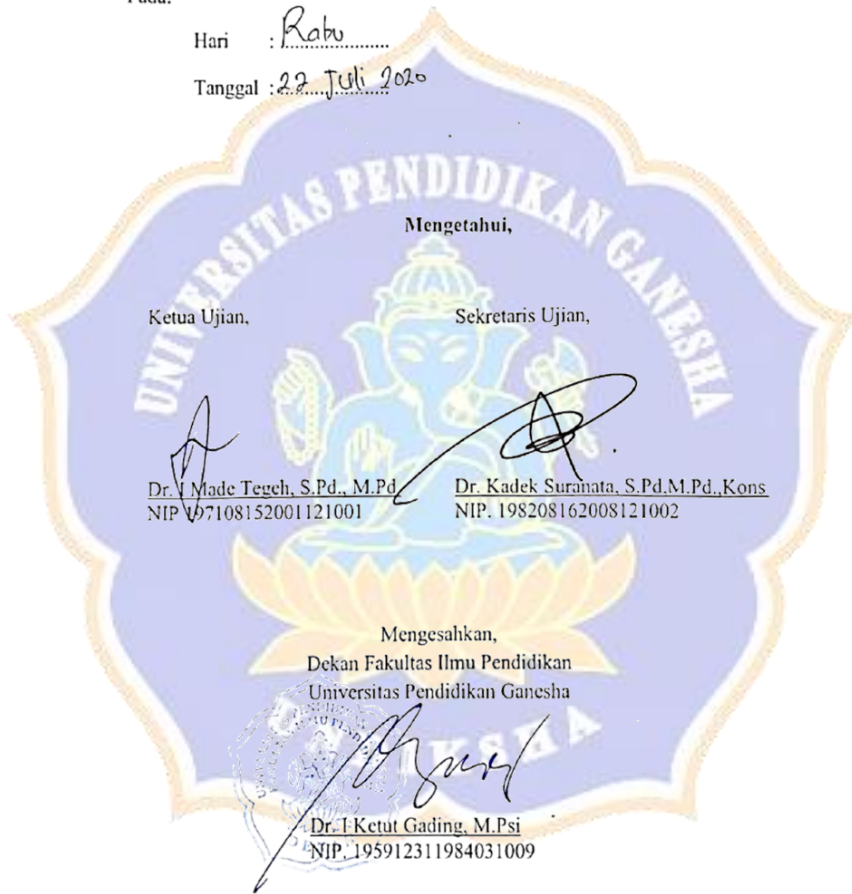 Pada:
Hari : Rabu
Tanggal : 22 Juli 2020
UNIVERSITAS PENDIDIKAN GANESHA
Mengetahui,
Ketua Ujian,
Sekretaris Ujian,
Dr. I Made Tegeh, S.Pd., M.Pd
NIP 197108152001121001
Dr. Kadek Suranata, S.Pd,M.Pd.,Kons
NIP. 198208162008121002
Mengesahkan,
Dekan Fakultas Ilmu Pendidikan
Universitas Pendidikan Ganesha
UNDIKSHA
Dr. I Ketut Gading, M.Psi
NIP. 195912311984031009